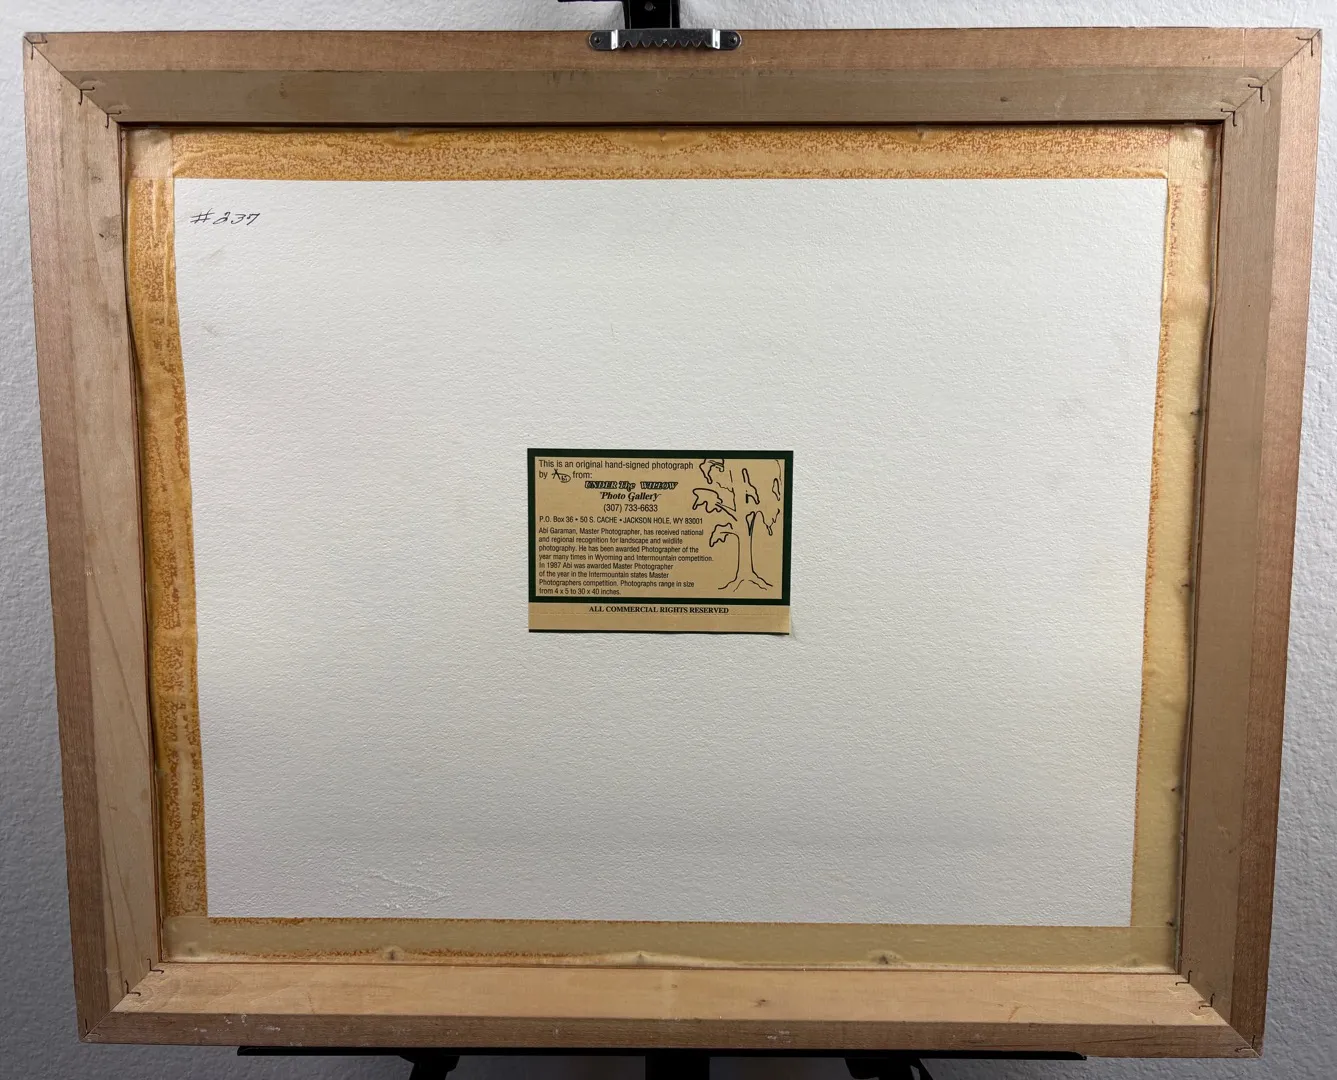 #237
This is an original hand-signed photograph
by Abi from:
UNDER The WILLOW
"Photo Gallery"
(307) 733-6633
P.O. Box 36 • 50 S. CACHE • JACKSON HOLE, WY 83001
Abi Garaman, Master Photographer, has received national
and regional recognition for landscape and wildlife
photography. He has been awarded Photographer of the
year many times in Wyoming and Intermountain competition.
In 1987 Abi was awarded Master Photographer
of the year in the Intermountain states Master
Photographers competition. Photographs range in size
from 4 x 5 to 30 x 40 inches.
ALL COMMERCIAL RIGHTS RESERVED